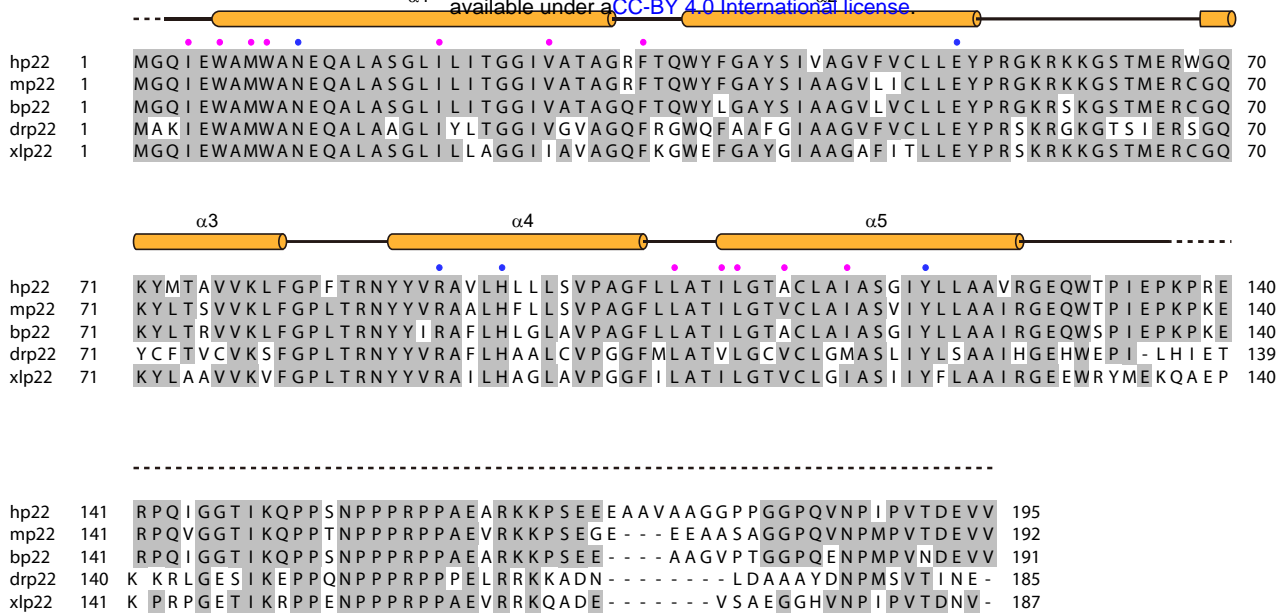 available under aCC-BY 4.0 International license.
hp22 1 MGQIEWAMWANEQALASGLILITGGIVATAGRFTQWYFGAYSIVAGVFVCLLEYPRGKRKKGSTMERWGQ 70
mp22 1 MGQIEWAMWANEQALASGLILITGGIVATAGRFTQWYFGAYSIAAGVLICLLEYPRGKRKKGSTMERCGQ 70
bp22 1 MGQIEWAMWANEQALASGLILITGGIVATAGQFTQWYLGAYSIAAGVLVCLLEYPRGKRSKGSTMERCGQ 70
drp22 1 MAKIEWAMWANEQALAAGLIYLTGGIVGVAGQFRGWQFAAFGIAAGVFVCLLEYPRSKRGKGTSIERSGQ 70
xlp22 1 MGQIEWAMWANEQALASGLILLAGGIIAVAGQFKGWEFGAYGIAAGAFITLLEYPRSKRKKGSTMERCGQ 70
α3 α4 α5
hp22 71 KYMTAVVKLFGPFTRNYYVRAVLHLLLSVPAGFLLATILGTACLAIASGIYLLAAVRGEQWTPIEPKPRE 140
mp22 71 KYLTSVVKLFGPLTRNYYVRAALHFLLSVPAGFLLATILGTACLAIASVIYLLAAIRGEQWTPIEPKPKE 140
bp22 71 KYLTRVVKLFGPLTRNYYIRAFLHLGLAVPAGFLLATILGTACLAIASGIYLLAAIRGEQWSPIEPKPKE 140
drp22 71 YCFTVCVKSFGPLTRNYYVRAFLHAALCVPGGFMLATVLGCVCLGMASLIYLSAAIHGEHWEPI-LHIET 139
xlp22 71 KYLAAVVKVFGPLTRNYYVRAILHAGLAVPGGFILATILGTVCLGIASIIYFLAAIRGEEWRYMEKQAEP 140
hp22 141 RPQIGGTIKQPPSNPPPRPPAEARKKPSEEEAAVAAGGPPGGPQVNPIPVTDEVV 195
mp22 141 RPQVGGTIKQPPTNPPPRPPAEVRKKPSEGE---EEAASAGGPQVNPMPVTDEVV 192
bp22 141 RPQIGGTIKQPPSNPPPRPPAEARKKPSEE----AAGVPTGGPQENPMPVNDEVV 191
drp22 140 K KRLGESIKEPPQNPPPRPPPELRRKKADN--------LDAAAYDNPMSVTINE- 185
xlp22 141 K PRPGETIKRPPENPPPRPPAEVRRKQADE-------VSAEGGHVNPIPVTDNV- 187